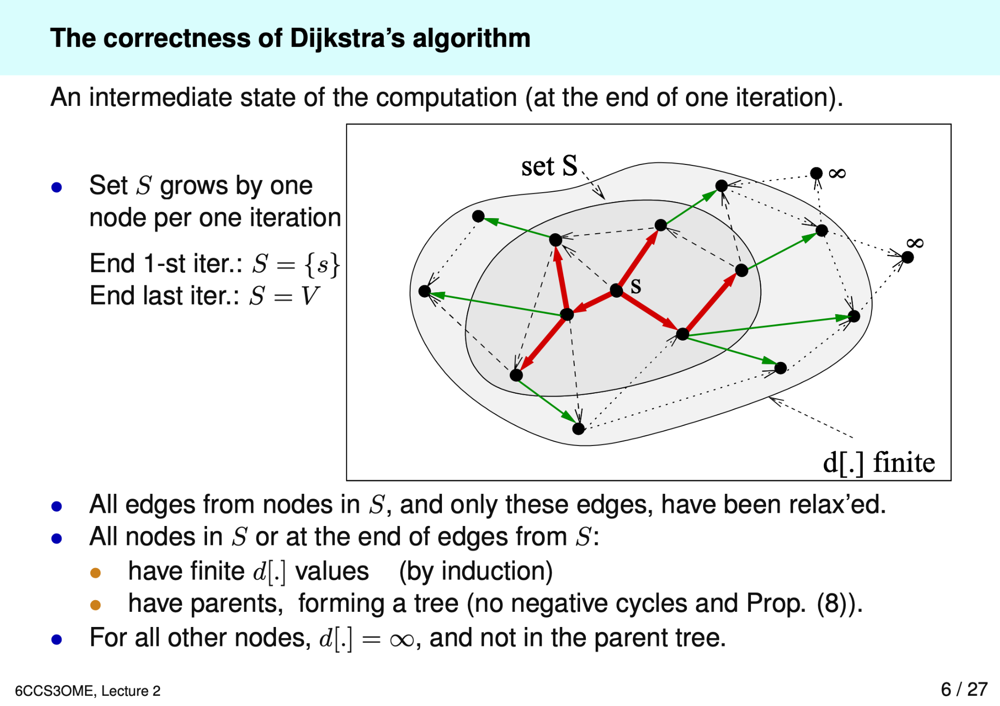 The correctness of Dijkstra's algorithm
An intermediate state of the computation (at the end of one iteration).
• Set S grows by one
node per one iteration
End 1-st iter.: S = {s}
End last iter.: S = V
set S
∞
∞
s
d[.] finite
• All edges from nodes in S, and only these edges, have been relax'ed.
• All nodes in S or at the end of edges from S:
• have finite d[.] values (by induction)
• have parents, forming a tree (no negative cycles and Prop. (8)).
• For all other nodes, d[.] = ∞, and not in the parent tree.
6CCS3OME, Lecture 2
6 / 27